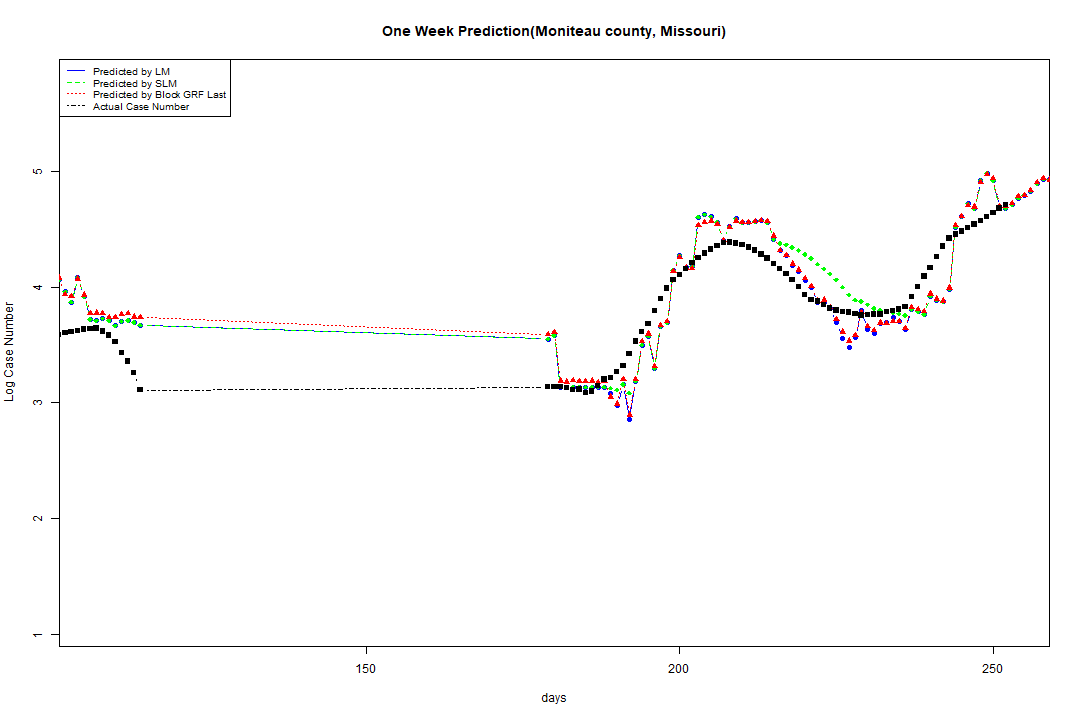 One Week Prediction(Moniteau county, Missouri)
Predicted by LM
Predicted by SLM
Predicted by Block GRF Last
Actual Case Number
5
4
3
2
1
Log Case Number
150 200 250
days